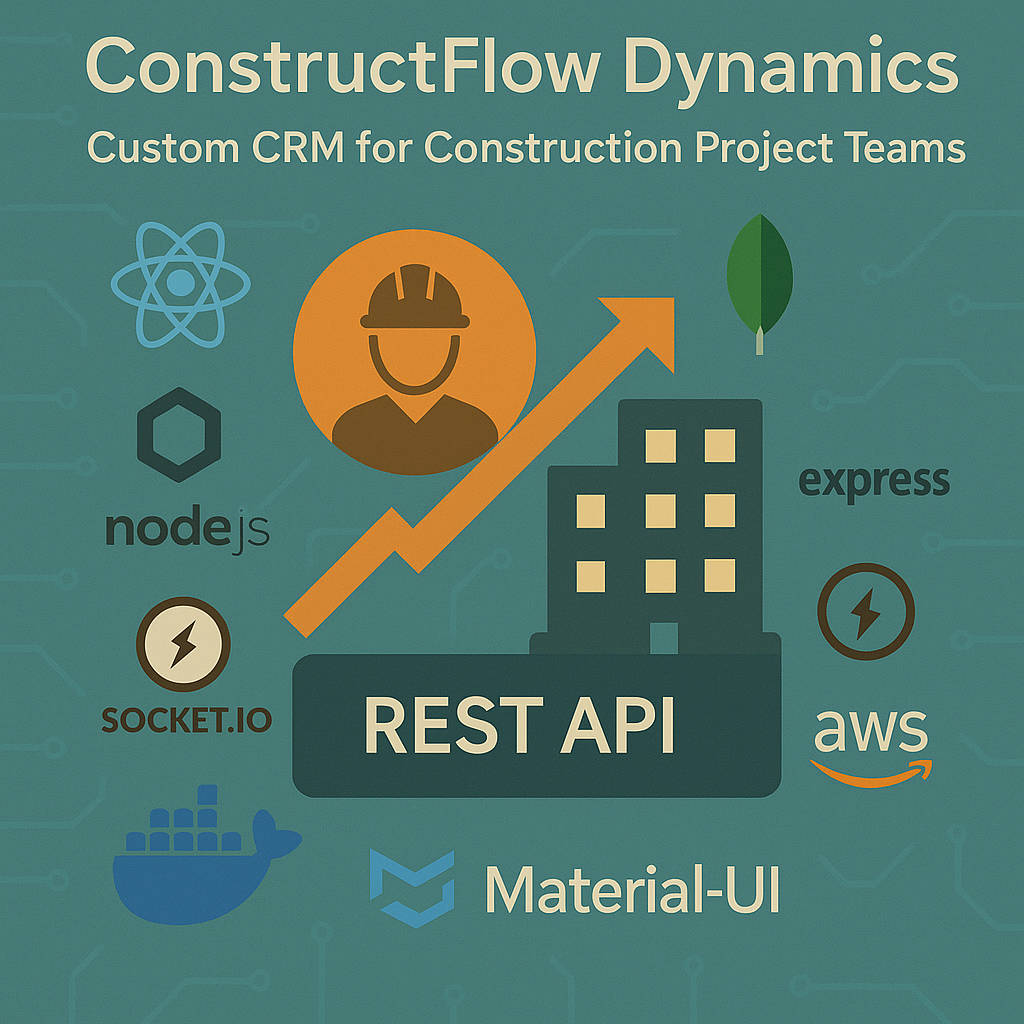 ConstructFlow Dynamics
Custom CRM for Construction Project Teams
express
nodejs
SOCKET.IO
REST API
aws
Material-UI